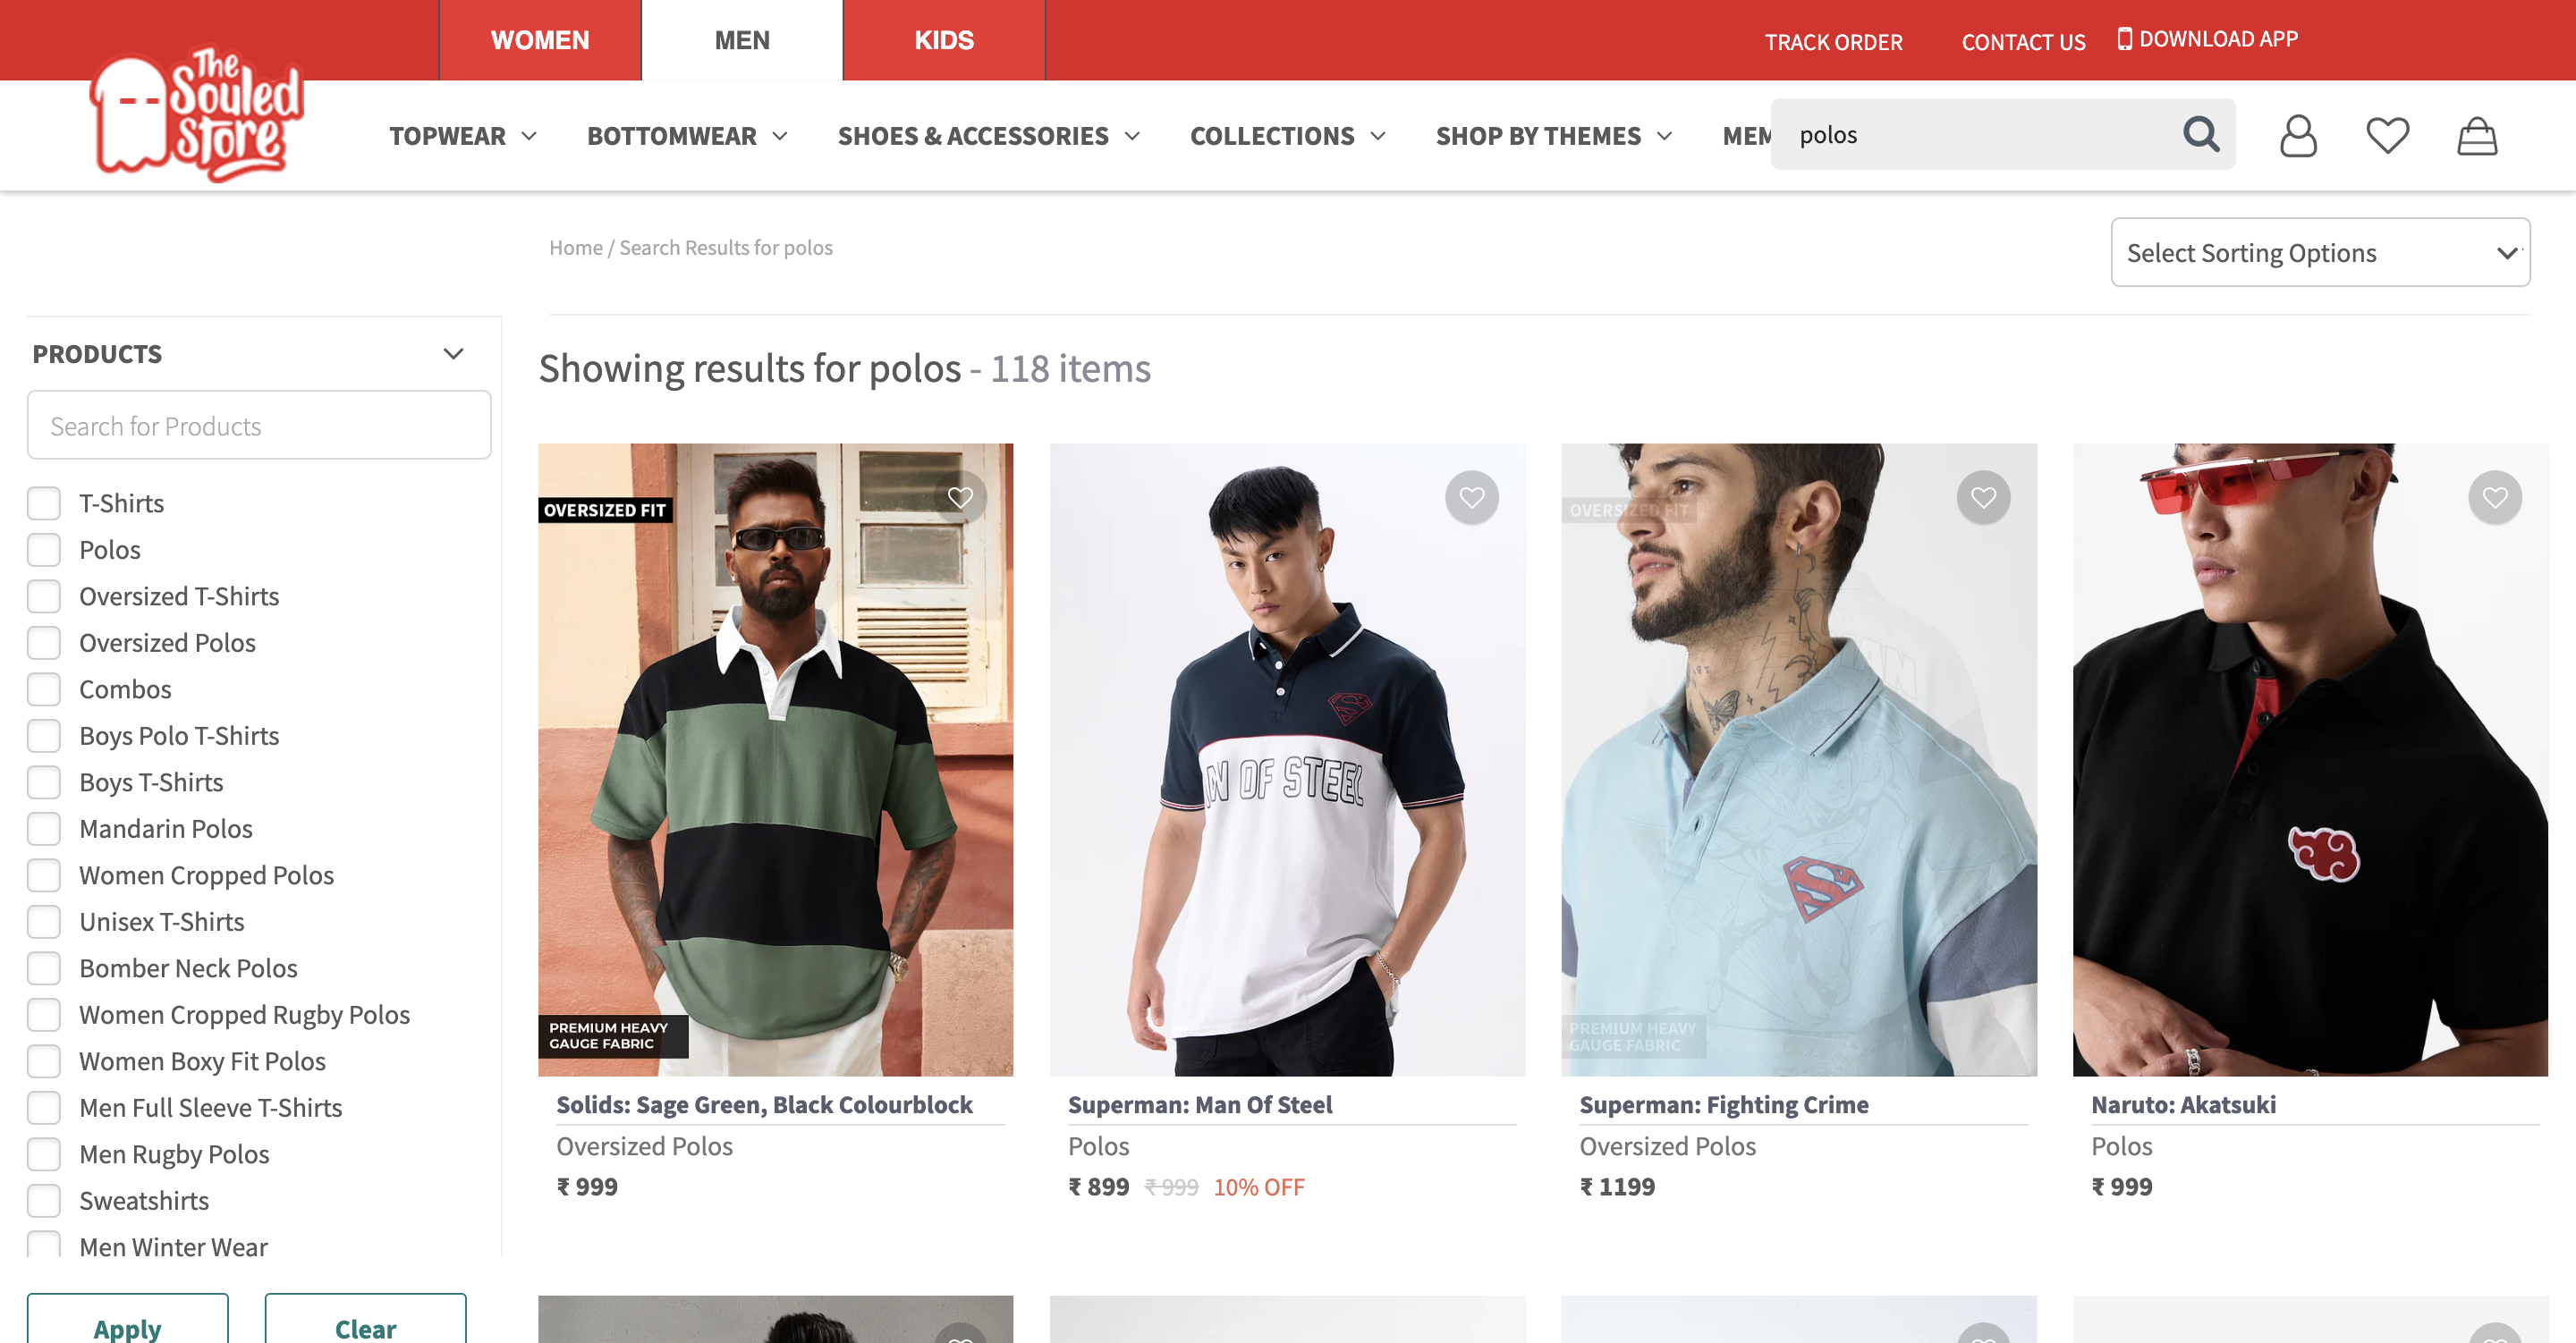 WOMEN
MEN
KIDS
TRACK ORDER
CONTACT US
DOWNLOAD APP
The
Souled
Store
TOPWEAR
BOTTOMWEAR
SHOES & ACCESSORIES
COLLECTIONS
SHOP BY THEMES
MEM
polos
Home / Search Results for polos
Select Sorting Options
PRODUCTS
Search for Products
T-Shirts
Polos
Oversized T-Shirts
Oversized Polos
Combos
Boys Polo T-Shirts
Boys T-Shirts
Mandarin Polos
Women Cropped Polos
Unisex T-Shirts
Bomber Neck Polos
Women Cropped Rugby Polos
Women Boxy Fit Polos
Men Full Sleeve T-Shirts
Men Rugby Polos
Sweatshirts
Men Winter Wear
Apply
Clear
Showing results for polos - 118 items
OVERSIZED FIT
PREMIUM HEAVY
GAUGE FABRIC
Solids: Sage Green, Black Colourblock
Oversized Polos
₹ 999
N OF STEEL
Superman: Man Of Steel
Polos
₹ 899 ₹ 999 10% OFF
OVERSIZED FIT
PREMIUM HEAVY
GAUGE FABRIC
Superman: Fighting Crime
Oversized Polos
₹ 1199
Naruto: Akatsuki
Polos
₹ 999